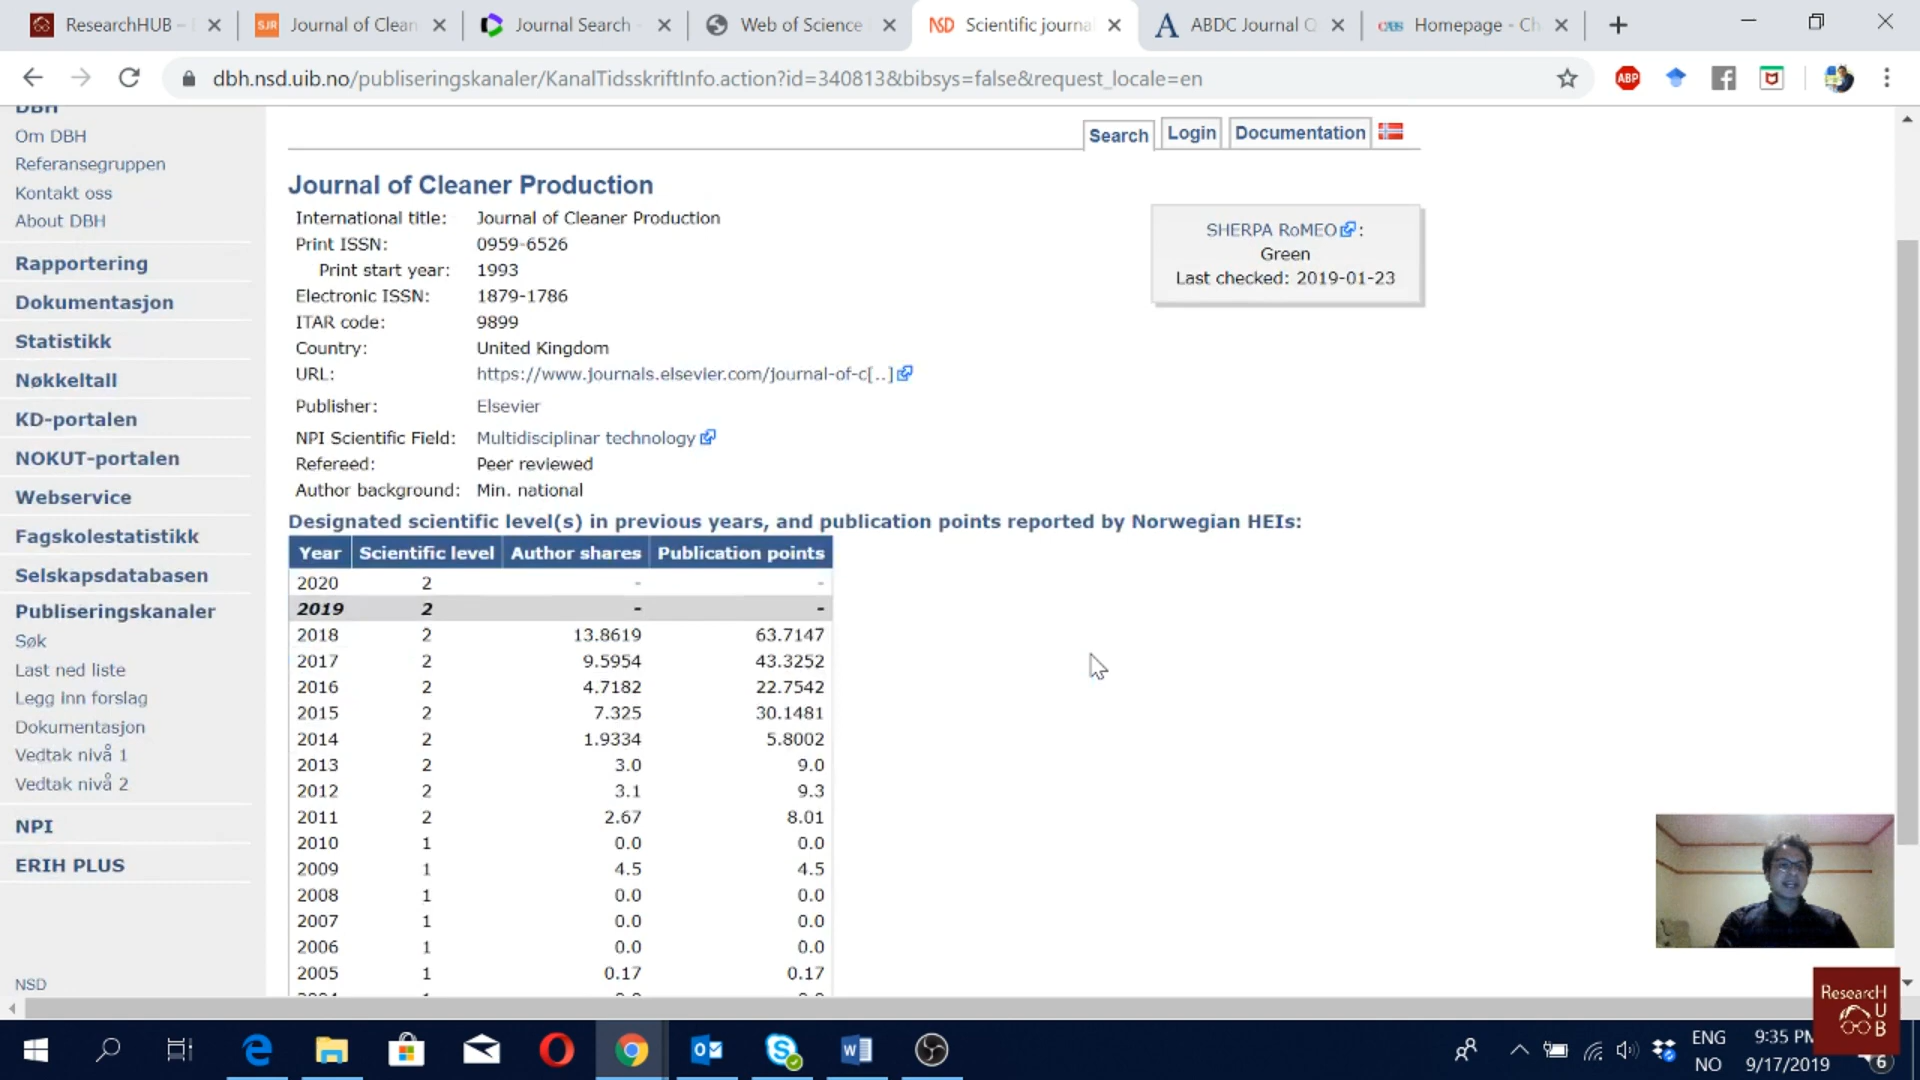 ResearchHUB –
Journal of Clean
Journal Search -
Web of Science
Scientific journa
ABDC Journal Q
Homepage - Ch
SJR
NSD
CABS
dbh.nsd.uib.no/publiseringskanaler/KanalTidsskriftInfo.action?id=340813&bibsys=false&request_locale=en
ABP
DBH
Om DBH
Referansegruppen
Kontakt oss
About DBH
Rapportering
Dokumentasjon
Statistikk
Nøkkeltall
KD-portalen
NOKUT-portalen
Webservice
Fagskolestatistikk
Selskapsdatabasen
Publiseringskanaler
Søk
Last ned liste
Legg inn forslag
Dokumentasjon
Vedtak nivå 1
Vedtak nivå 2
NPI
ERIH PLUS
NSD
Search
Login
Documentation
Journal of Cleaner Production
International title: Journal of Cleaner Production
Print ISSN: 0959-6526
Print start year: 1993
Electronic ISSN: 1879-1786
ITAR code: 9899
Country: United Kingdom
URL: https://www.journals.elsevier.com/journal-of-c[..]
Publisher: Elsevier
NPI Scientific Field: Multidisciplinar technology
Refereed: Peer reviewed
Author background: Min. national
SHERPA RoMEO :
Green
Last checked: 2019-01-23
Designated scientific level(s) in previous years, and publication points reported by Norwegian HEIs:
Year Scientific level Author shares Publication points
2020 2 - -
2019 2 - -
2018 2 13.8619 63.7147
2017 2 9.5954 43.3252
2016 2 4.7182 22.7542
2015 2 7.325 30.1481
2014 2 1.9334 5.8002
2013 2 3.0 9.0
2012 2 3.1 9.3
2011 2 2.67 8.01
2010 1 0.0 0.0
2009 1 4.5 4.5
2008 1 0.0 0.0
2007 1 0.0 0.0
2006 1 0.0 0.0
2005 1 0.17 0.17
ResearcH
U
B
ENG
NO
9:35 PM
9/17/2019
6